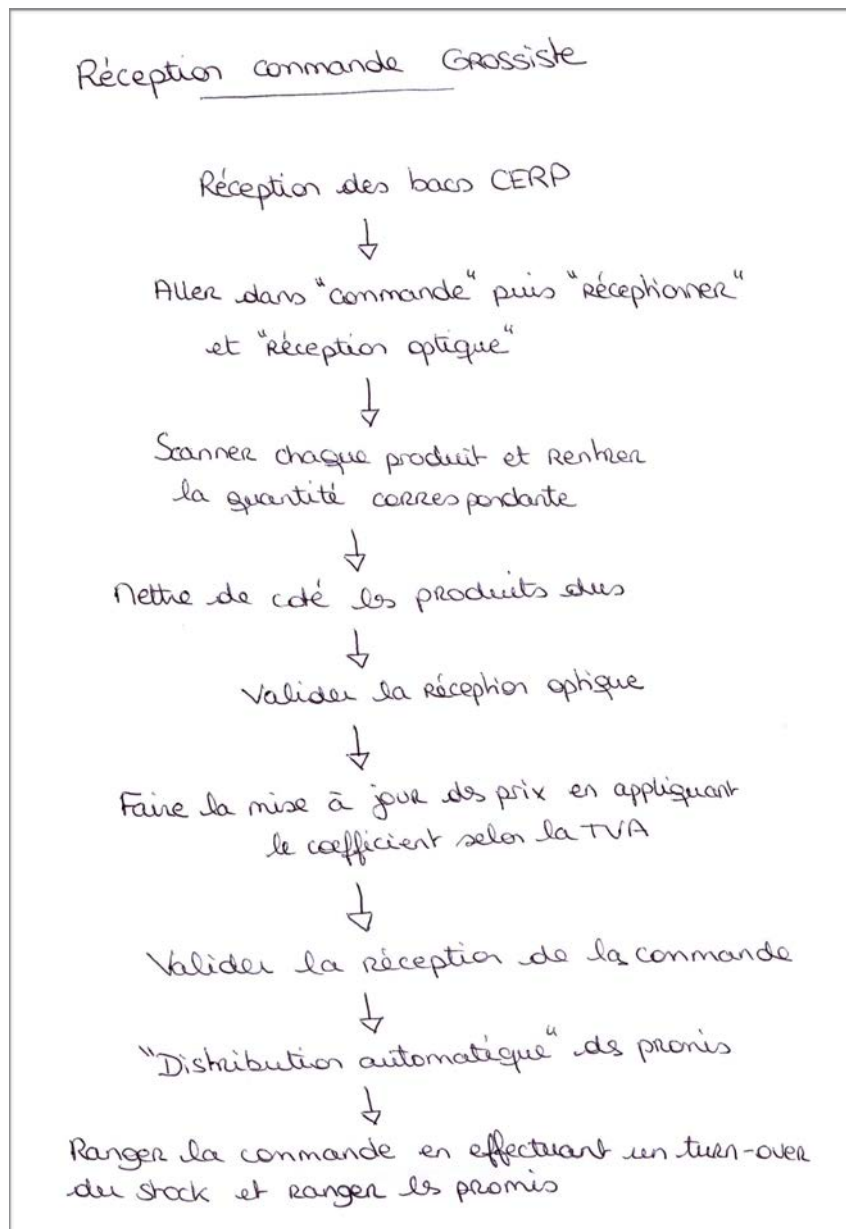 Réception commande GROSSISTE
Réception des bacs CERP
Aller dans "commande" puis "Réceptionner"
et "Réception optique"
Scanner chaque produit et rentrer
la quantité correspondante
Mettre de coté les produits dus
Valider la réception optique
Faire la mise à jour des prix en appliquant
le coefficient selon la TVA
Valider la réception de la commande
"Distribution automatique" des promis
Ranger la commande en effectuant un turn-over
du stock et ranger les promis